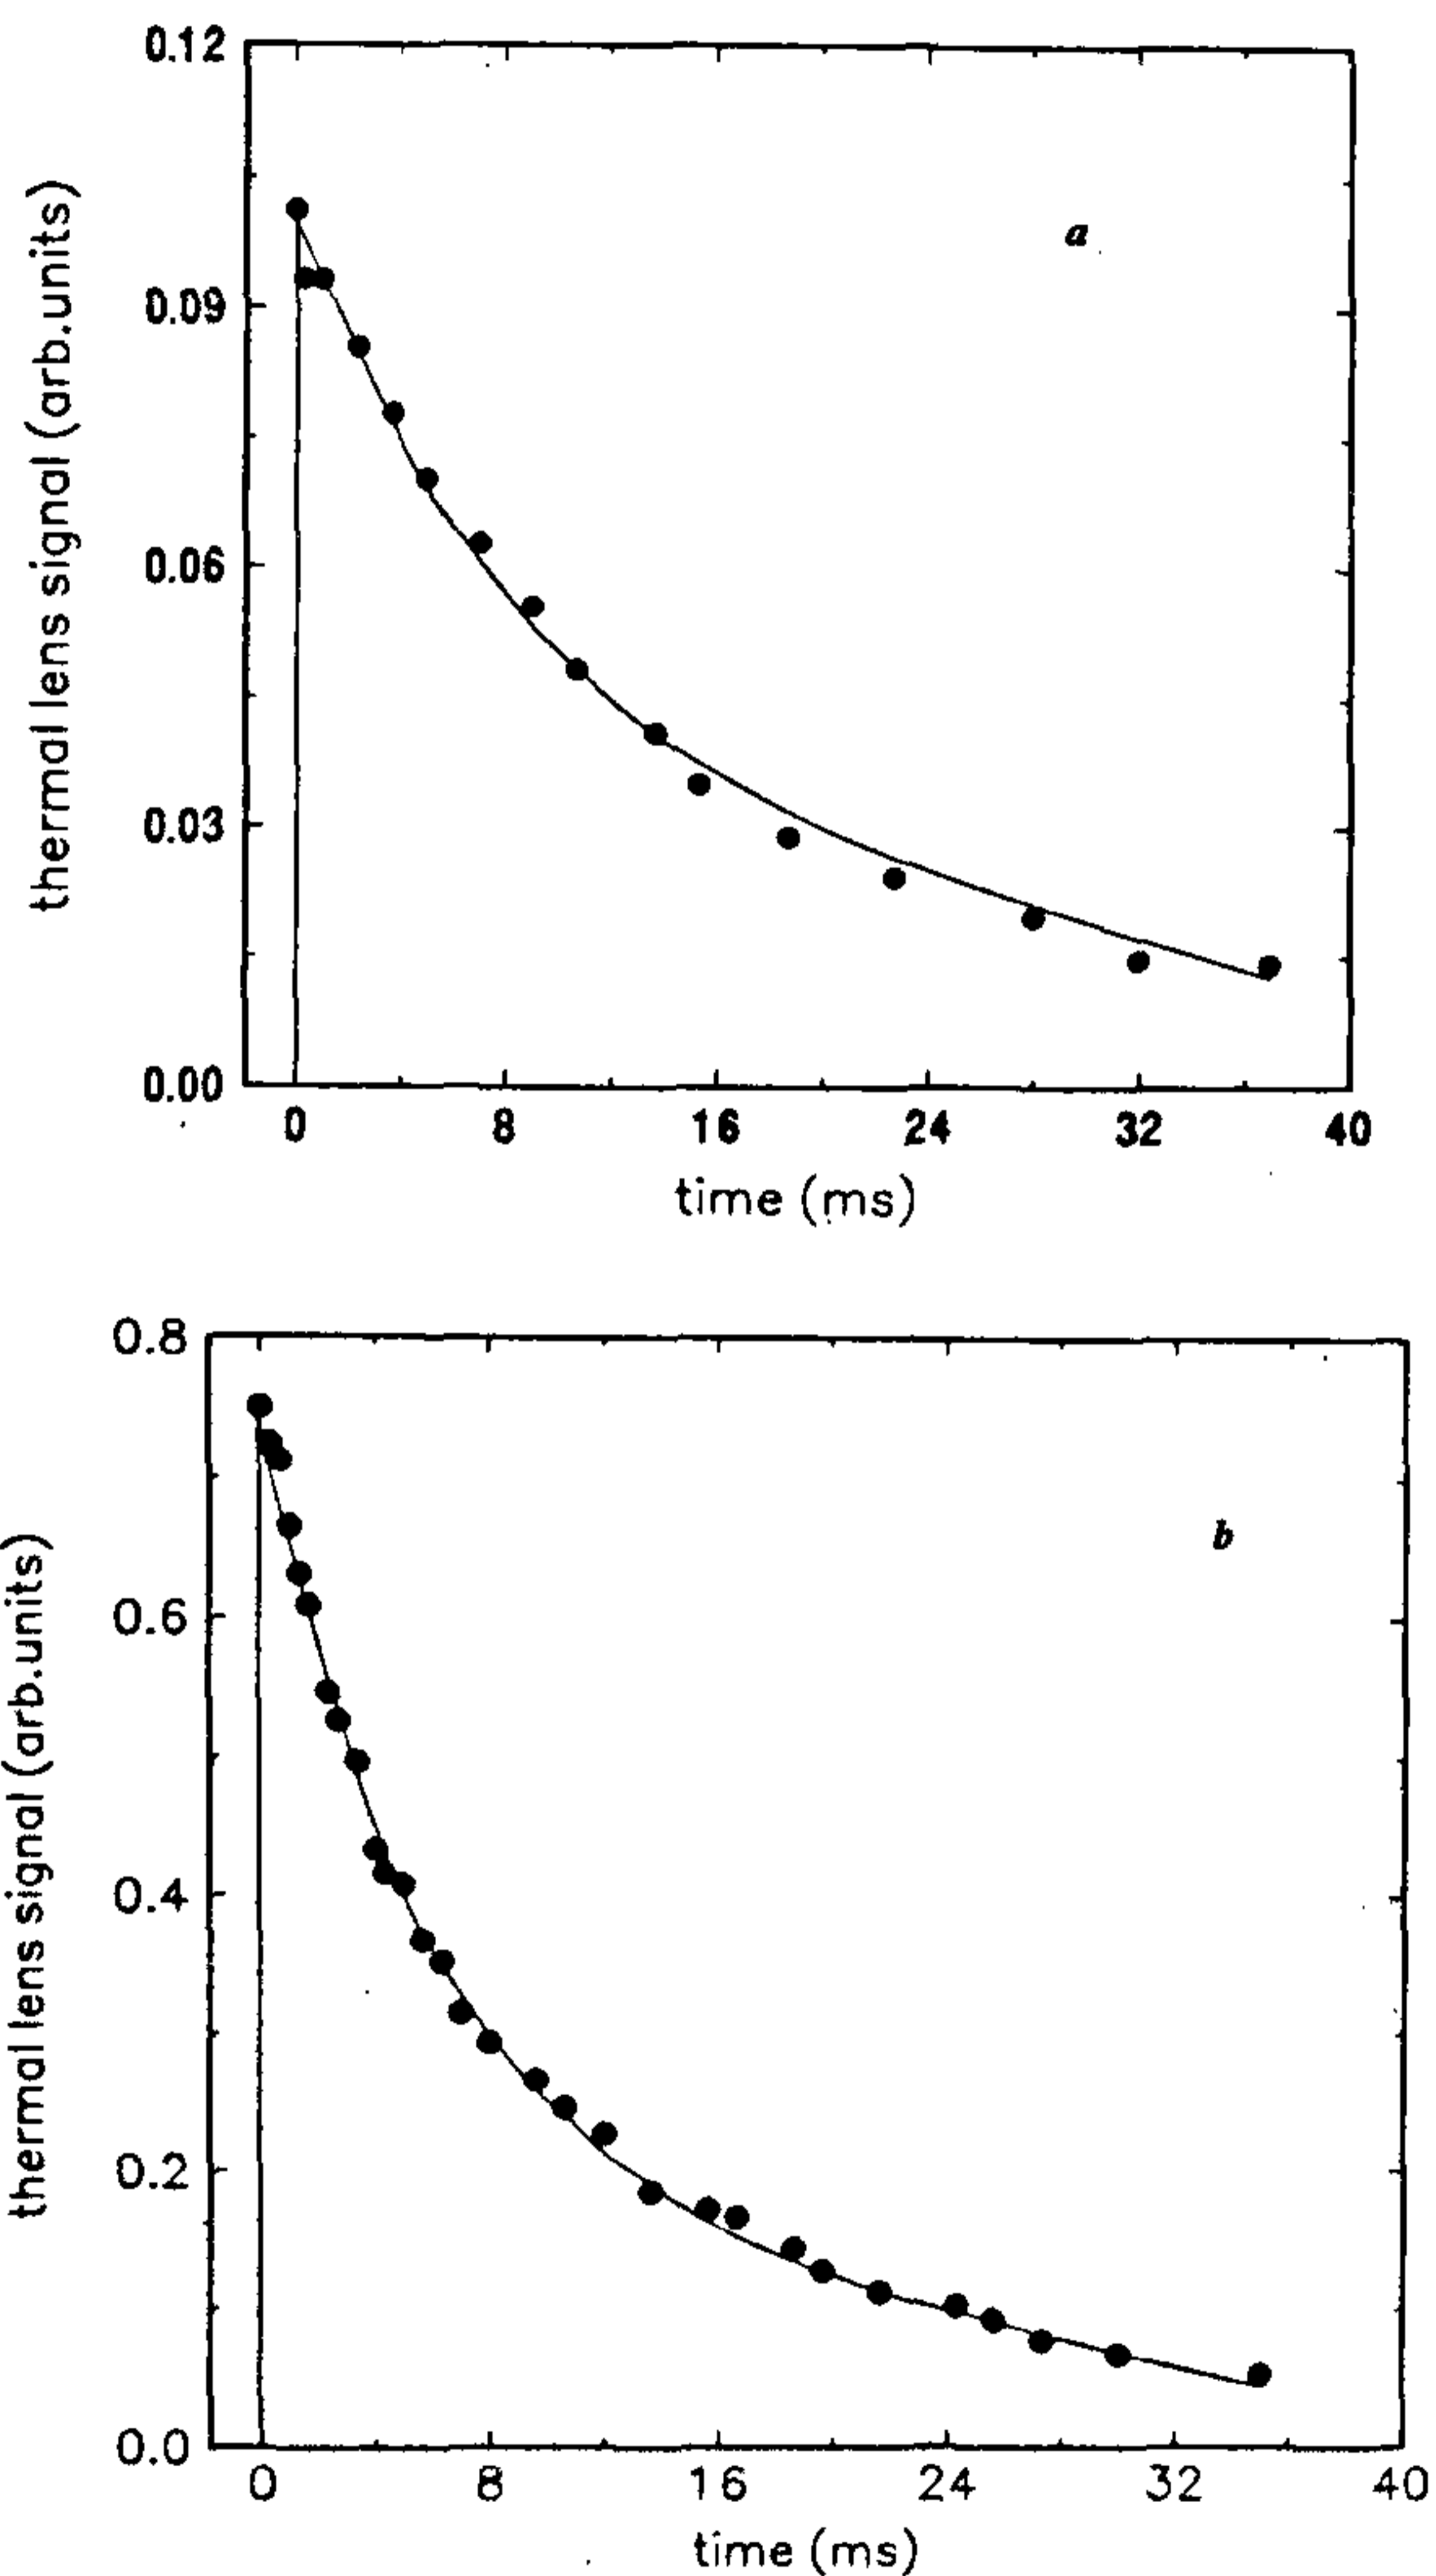 0.12
0.09
0.06
0.03
0.00
thermal lens signal (arb.units)
a
0 8 16 24 32 40
time (ms)
0.8
0.6
0.4
0.2
0.0
thermal lens signal (arb.units)
b
0 8 16 24 32 40
time (ms)